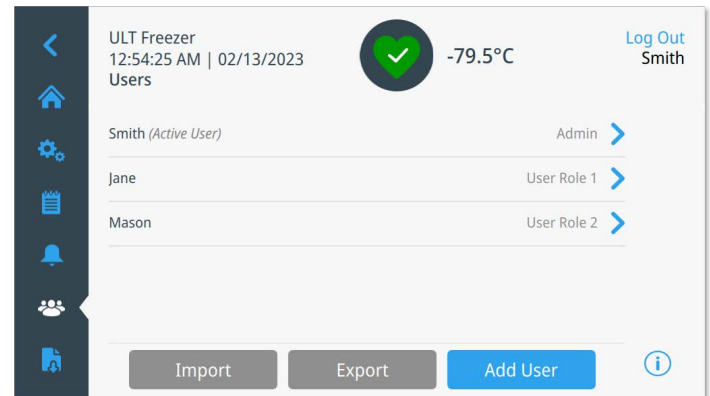 ULT Freezer
12:54:25 AM | 02/13/2023
Users
-79.5°C
Log Out
Smith
Smith (Active User) Admin
Jane User Role 1
Mason User Role 2
Import Export Add User